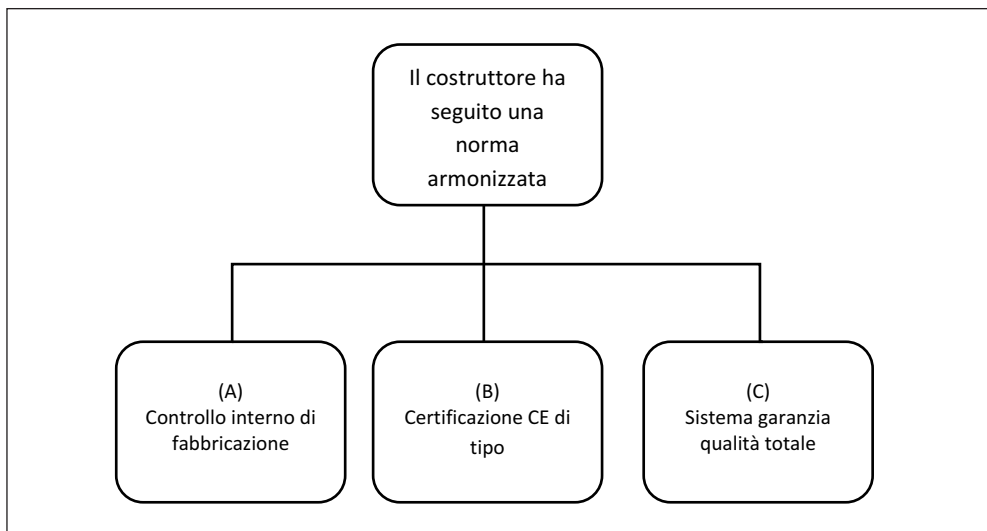 Il costruttore ha
seguito una
norma
armonizzata
(A)
Controllo interno di
fabbricazione
(B)
Certificazione CE di
tipo
(C)
Sistema garanzia
qualità totale